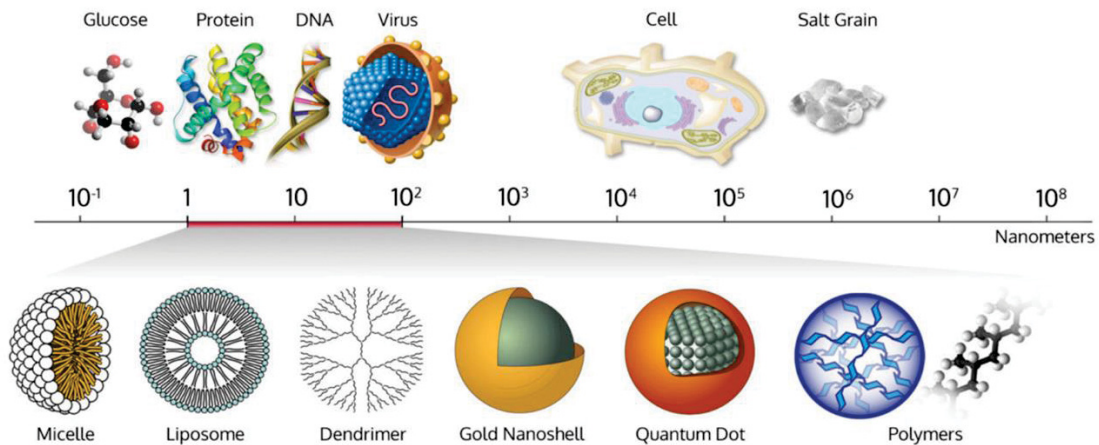 Glucose Protein DNA Virus Cell Salt Grain
10⁻¹ 1 10 10² 10³ 10⁴ 10⁵ 10⁶ 10⁷ 10⁸
Nanometers
Micelle Liposome Dendrimer Gold Nanoshell Quantum Dot Polymers